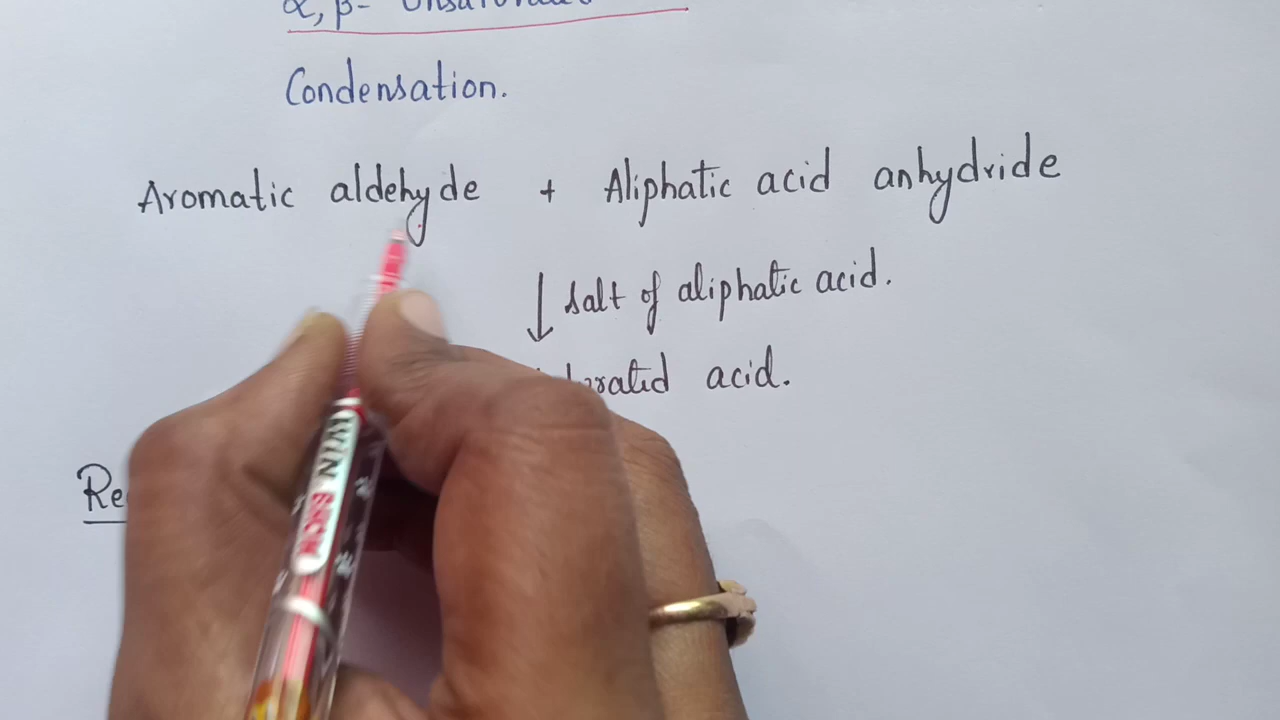 α, β-
Condensation.
Aromatic aldehyde + Aliphatic acid anhydride
↓ salt of aliphatic acid.
acid.